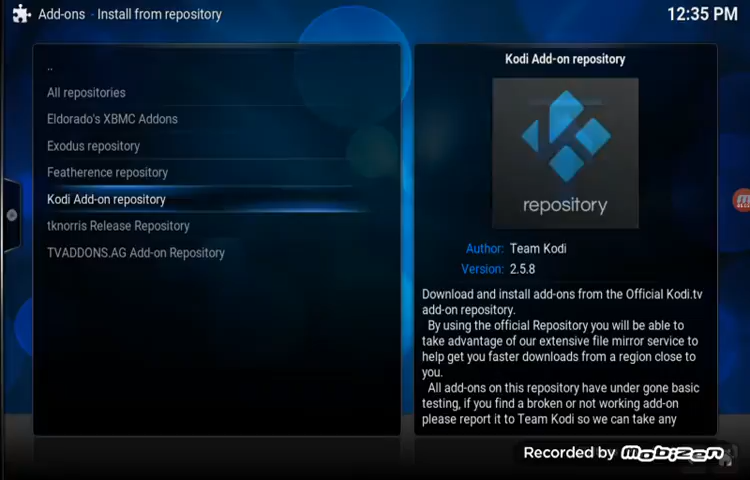 Add-ons - Install from repository
12:35 PM
..
All repositories
Eldorado's XBMC Addons
Exodus repository
Featherence repository
Kodi Add-on repository
tknorris Release Repository
TVADDONS.AG Add-on Repository
Kodi Add-on repository
repository
Author: Team Kodi
Version: 2.5.8
Download and install add-ons from the Official Kodi.tv
add-on repository.
By using the official Repository you will be able to
take advantage of our extensive file mirror service to
help get you faster downloads from a region close to
you.
All add-ons on this repository have under gone basic
testing, if you find a broken or not working add-on
please report it to Team Kodi so we can take any
Recorded by Mobizen